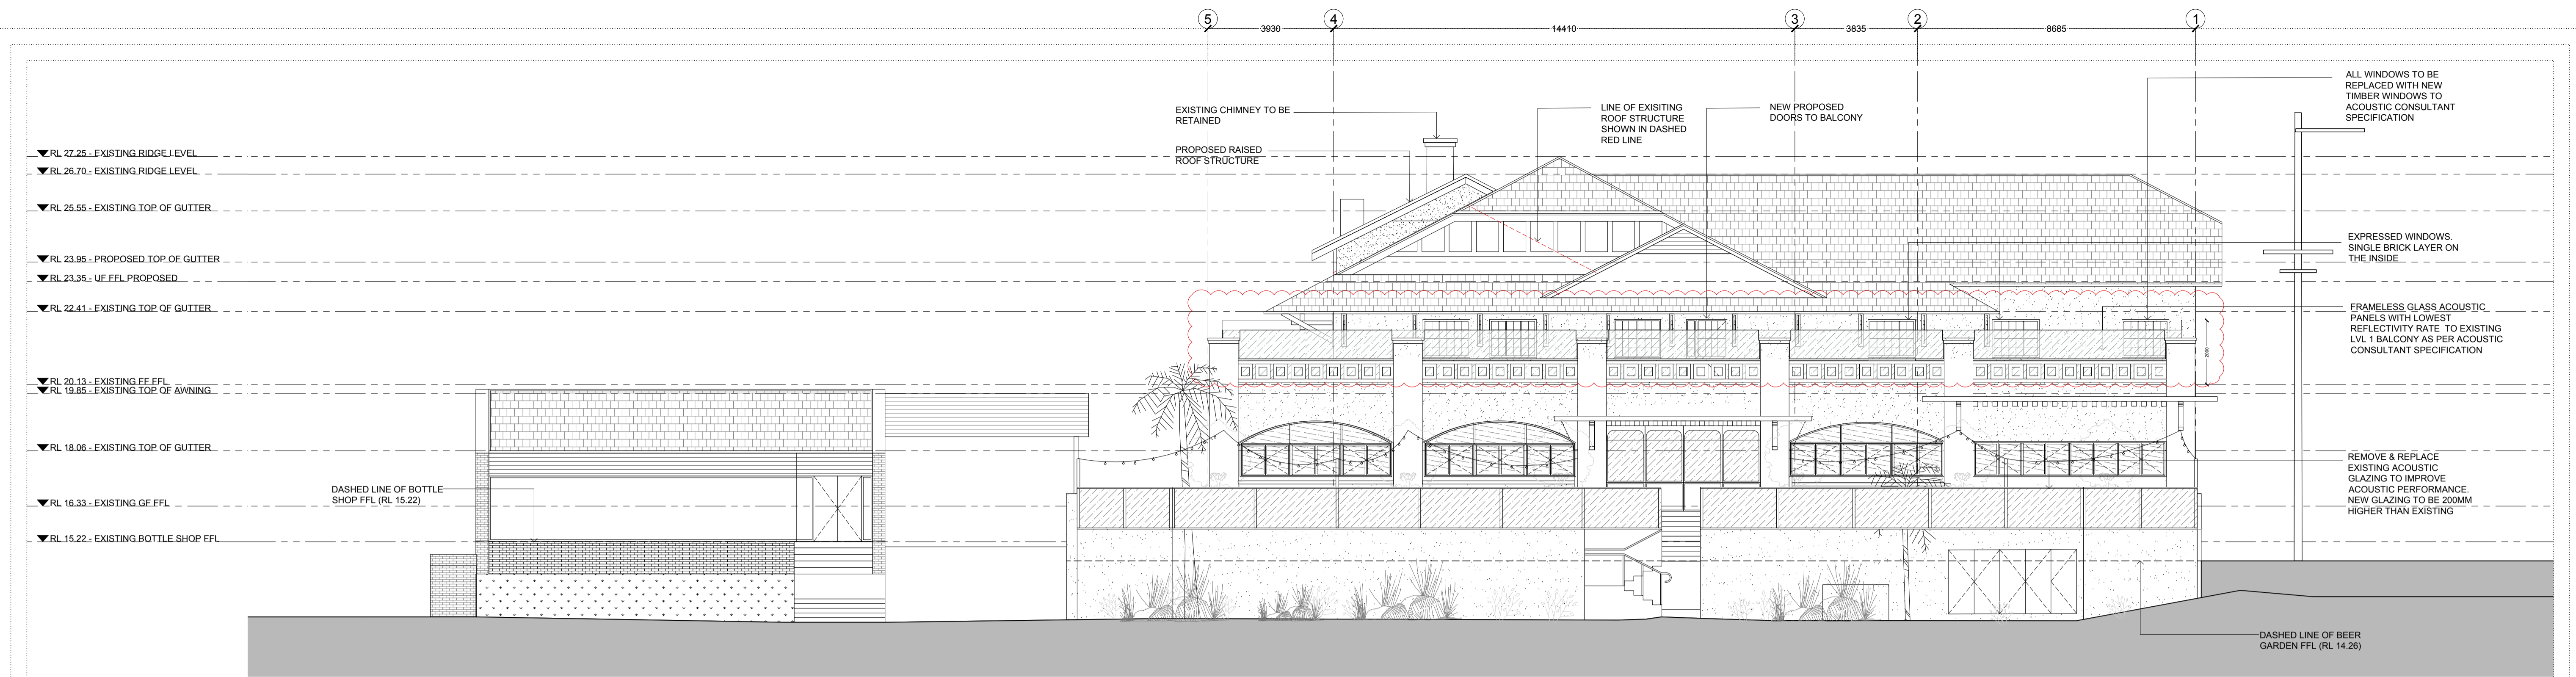 5
4
3
2
1
3930
14410
3835
8685
ALL WINDOWS TO BE
REPLACED WITH NEW
TIMBER WINDOWS TO
ACOUSTIC CONSULTANT
SPECIFICATION
EXISTING CHIMNEY TO BE
RETAINED
LINE OF EXISITING
ROOF STRUCTURE
SHOWN IN DASHED
RED LINE
NEW PROPOSED
DOORS TO BALCONY
PROPOSED RAISED
ROOF STRUCTURE
RL 27.25 - EXISTING RIDGE LEVEL
RL 26.70 - EXISTING RIDGE LEVEL
RL 25.55 - EXISTING TOP OF GUTTER
RL 23.95 - PROPOSED TOP OF GUTTER
RL 23.35 - UF FFL PROPOSED
RL 22.41 - EXISTING TOP OF GUTTER
RL 20.13 - EXISTING FF FFL
RL 19.85 - EXISTING TOP OF AWNING
RL 18.06 - EXISTING TOP OF GUTTER
RL 16.33 - EXISTING GF FFL
RL 15.22 - EXISTING BOTTLE SHOP FFL
EXPRESSED WINDOWS.
SINGLE BRICK LAYER ON
THE INSIDE
FRAMELESS GLASS ACOUSTIC
PANELS WITH LOWEST
REFLECTIVITY RATE TO EXISTING
LVL 1 BALCONY AS PER ACOUSTIC
CONSULTANT SPECIFICATION
2000
DASHED LINE OF BOTTLE
SHOP FFL (RL 15.22)
REMOVE & REPLACE
EXISTING ACOUSTIC
GLAZING TO IMPROVE
ACOUSTIC PERFORMANCE.
NEW GLAZING TO BE 200MM
HIGHER THAN EXISTING
DASHED LINE OF BEER
GARDEN FFL (RL 14.26)